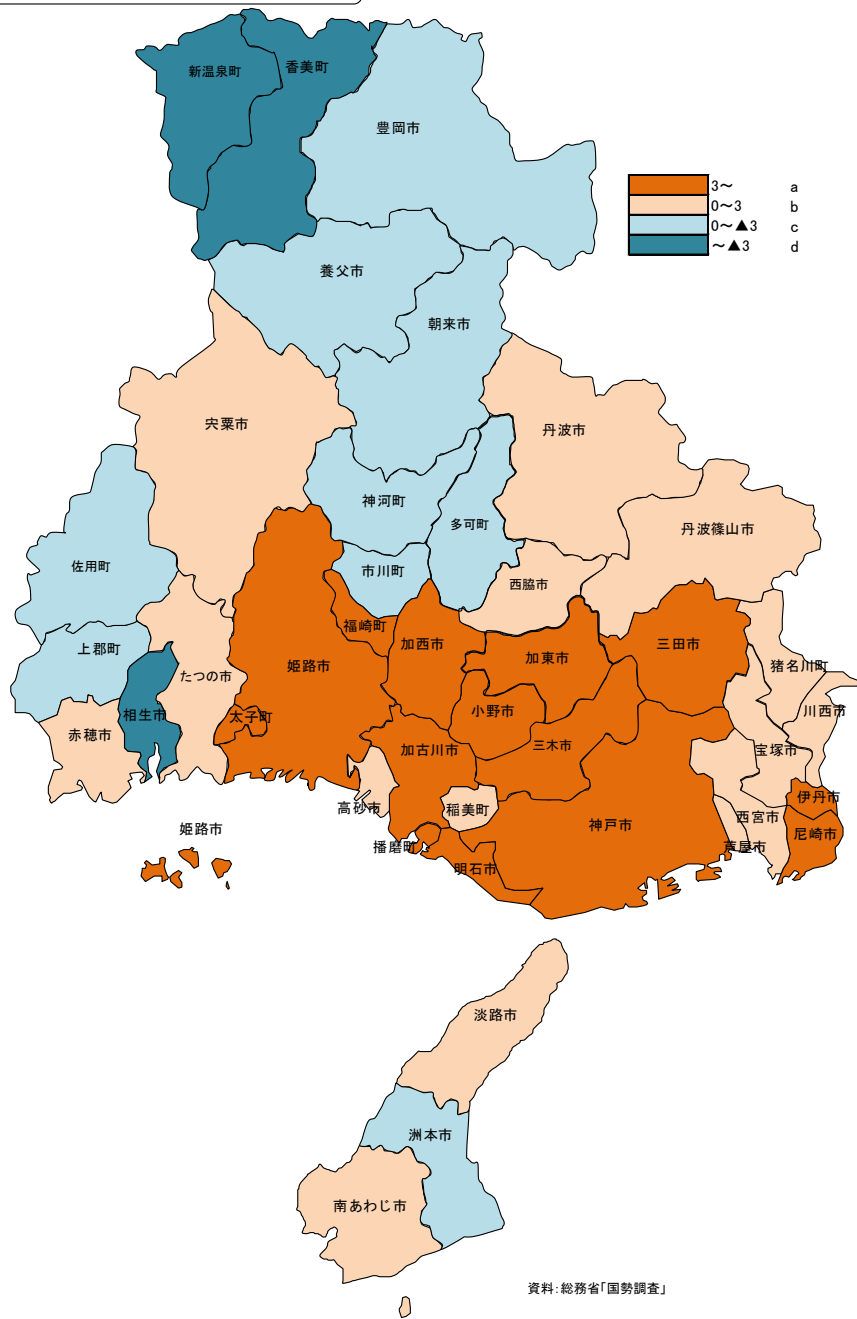 新温泉町
香美町
豊岡市
3～ a
0～3 b
0～▲3 c
～▲3 d
養父市
朝来市
宍粟市
丹波市
神河町
多可町
丹波篠山市
佐用町
市川町
西脇市
福崎町
加西市
加東市
三田市
上郡町
姫路市
たつの市
猪名川町
川西市
赤穂市
相生市
太子町
小野市
三木市
加古川市
宝塚市
伊丹市
高砂市
稲美町
神戸市
西宮市
尼崎市
姫路市
播磨町
芦屋市
明石市
淡路市
洲本市
南あわじ市
資料：総務省「国勢調査」